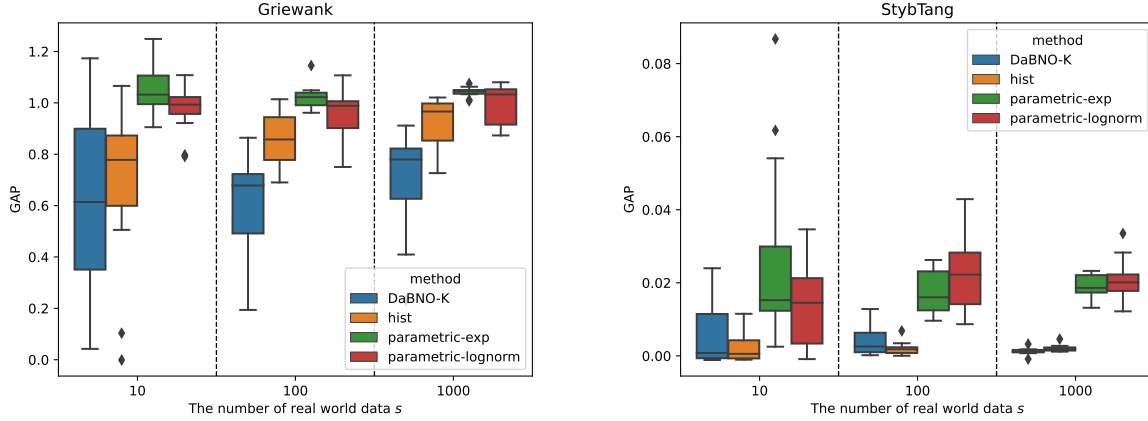 Griewank
GAP
1.2
1.0
0.8
0.6
0.4
0.2
0.0
method
DaBNO-K
hist
parametric-exp
parametric-lognorm
10
100
1000
The number of real world data s
StybTang
GAP
0.08
0.06
0.04
0.02
0.00
method
DaBNO-K
hist
parametric-exp
parametric-lognorm
10
100
1000
The number of real world data s